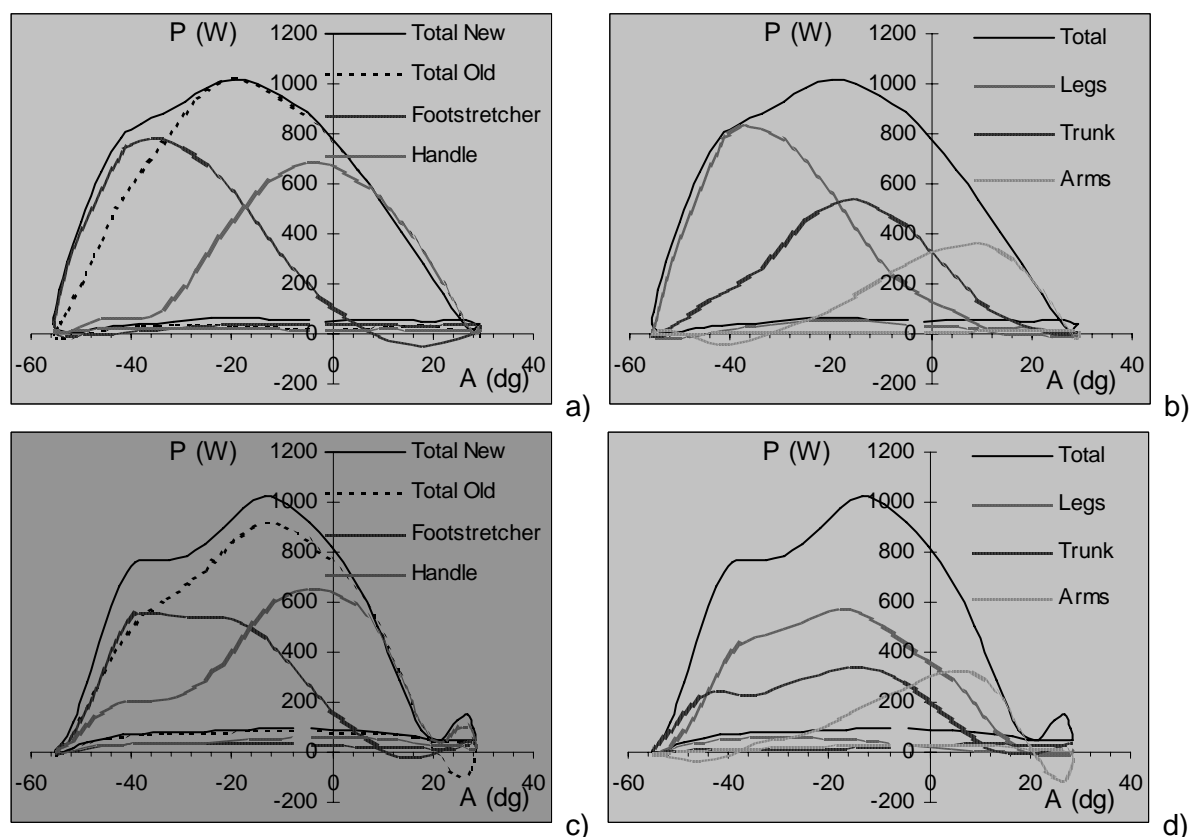 P (W)
1200
1000
800
600
400
200
0
-200
-60
-40
-20
0
20
40
A (dg)
Total New
Total Old
Footstretcher
Handle
a)
P (W)
1200
1000
800
600
400
200
0
-200
-60
-40
-20
0
20
40
A (dg)
Total
Legs
Trunk
Arms
b)
P (W)
1200
1000
800
600
400
200
0
-200
-60
-40
-20
0
20
40
A (dg)
Total New
Total Old
Footstretcher
Handle
c)
P (W)
1200
1000
800
600
400
200
0
-200
-60
-40
-20
0
20
40
A (dg)
Total
Legs
Trunk
Arms
d)